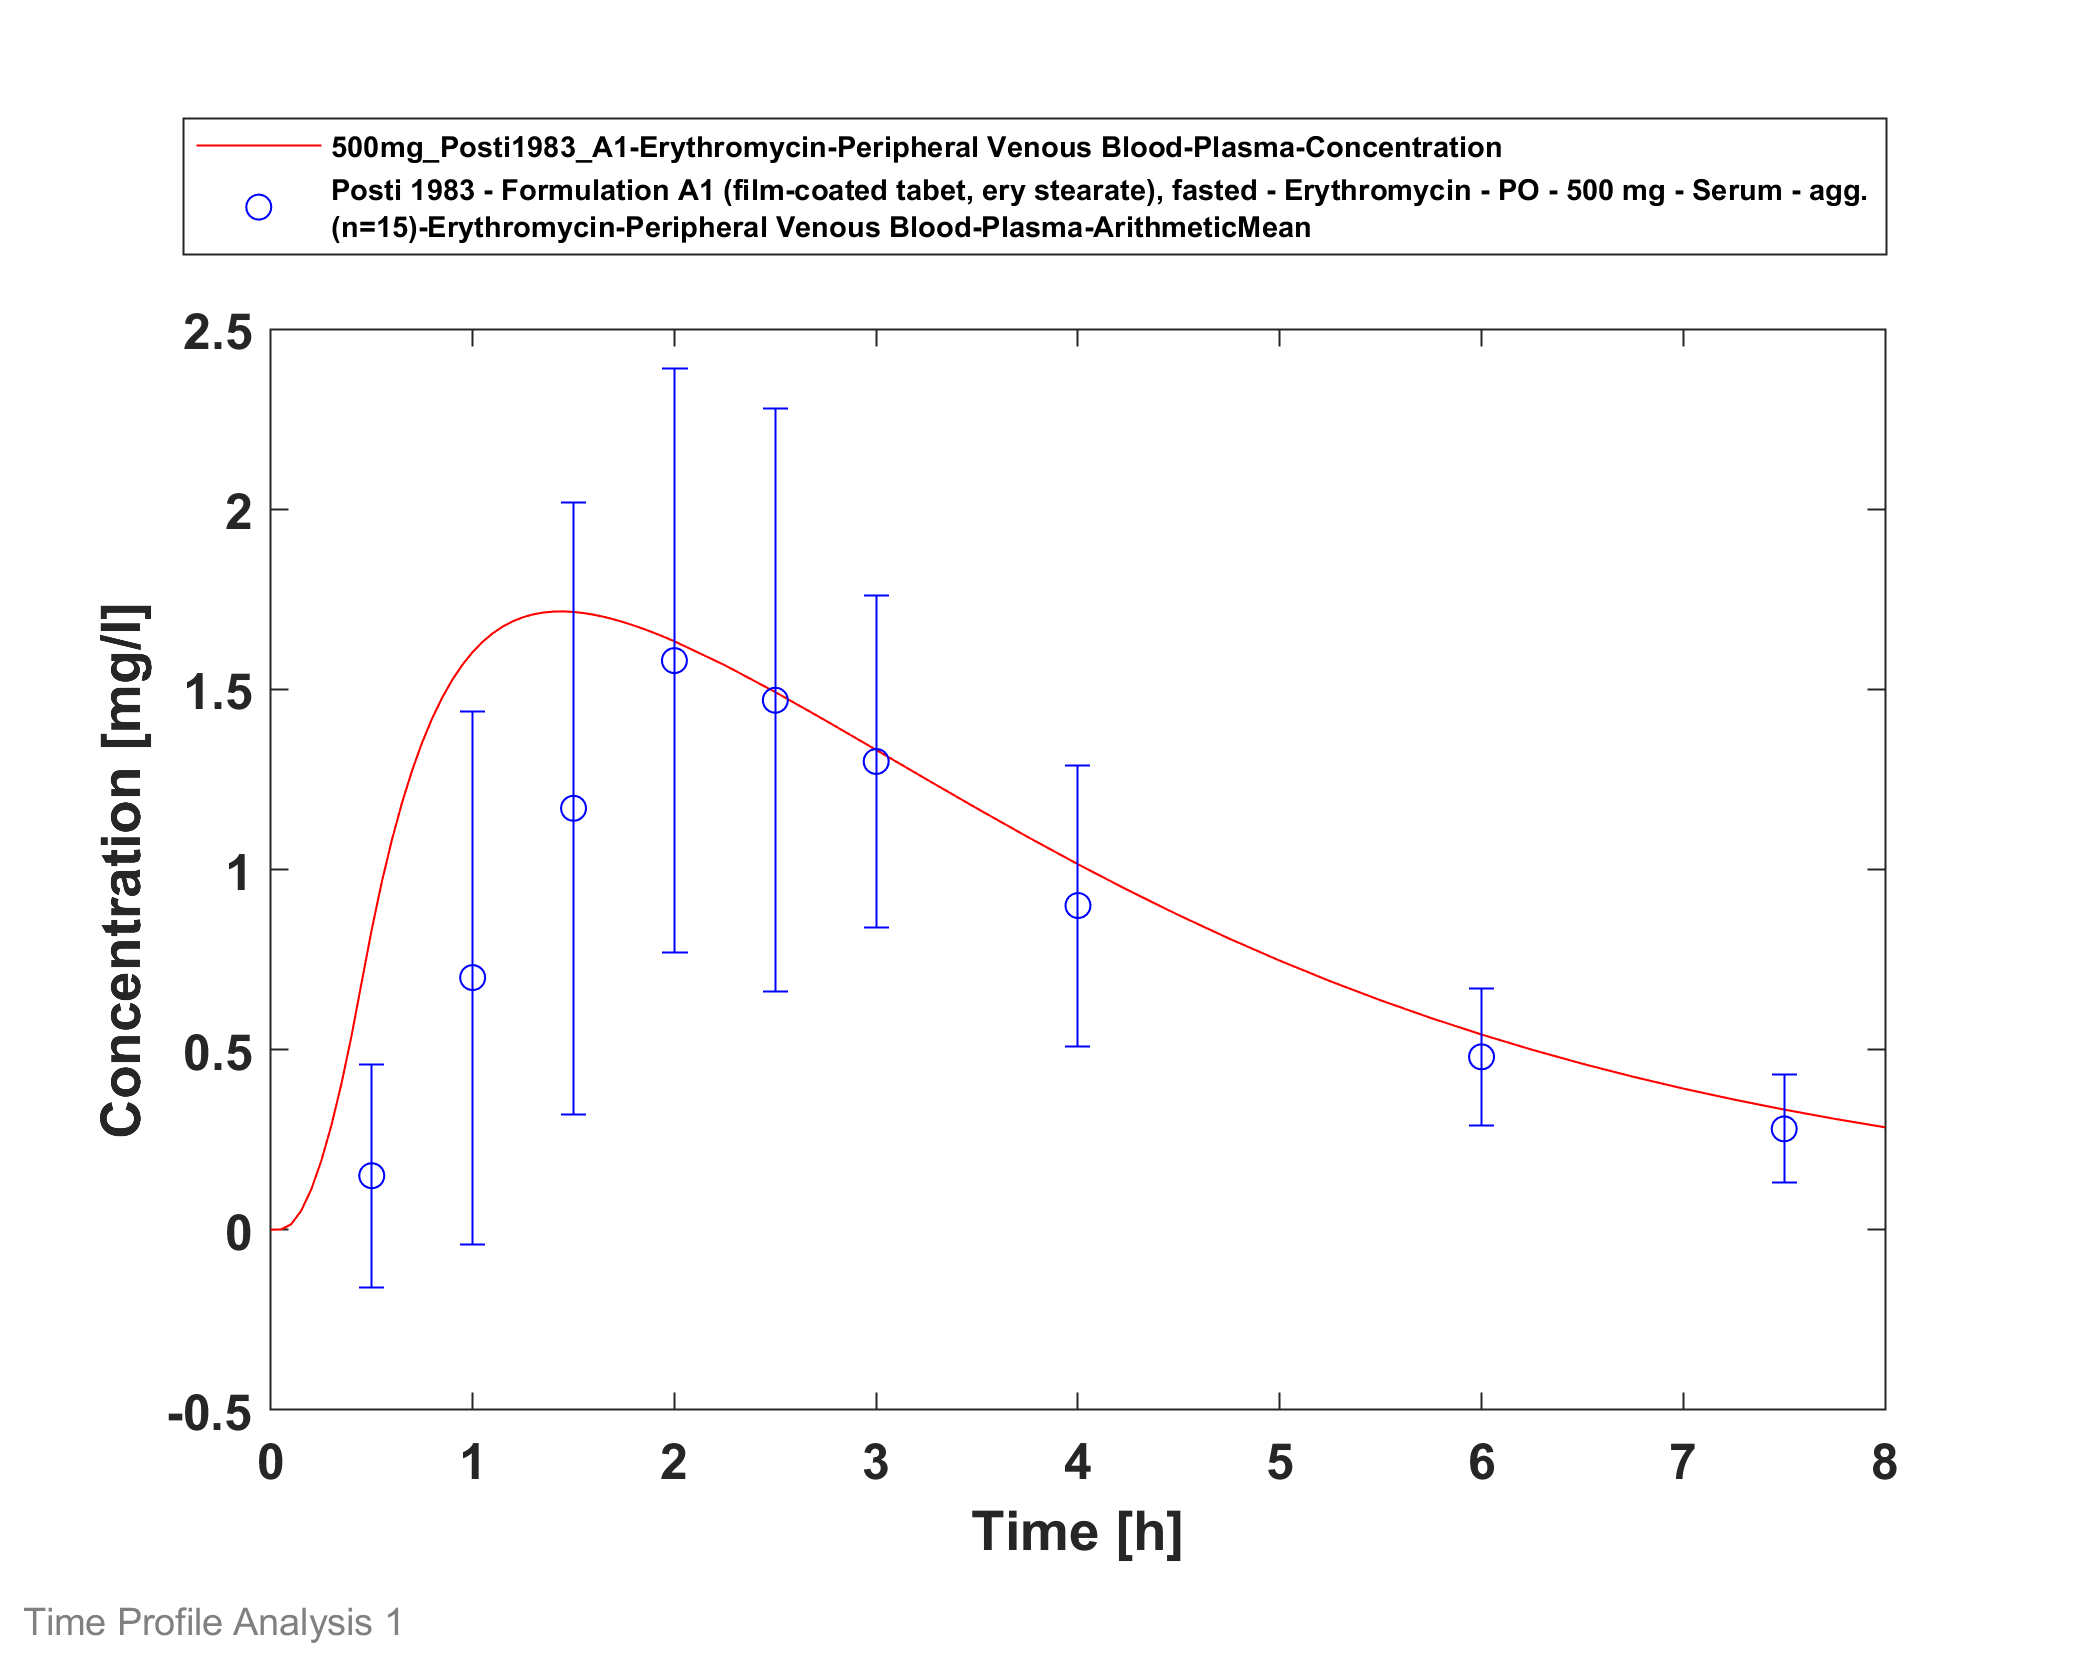 500mg_Posti1983_A1-Erythromycin-Peripheral Venous Blood-Plasma-Concentration
Posti 1983 - Formulation A1 (film-coated tabet, ery stearate), fasted - Erythromycin - PO - 500 mg - Serum - agg.
(n=15)-Erythromycin-Peripheral Venous Blood-Plasma-ArithmeticMean
2.5
2
1.5
1
0.5
0
-0.5
Concentration [mg/l]
0 1 2 3 4 5 6 7 8
Time [h]
Time Profile Analysis 1